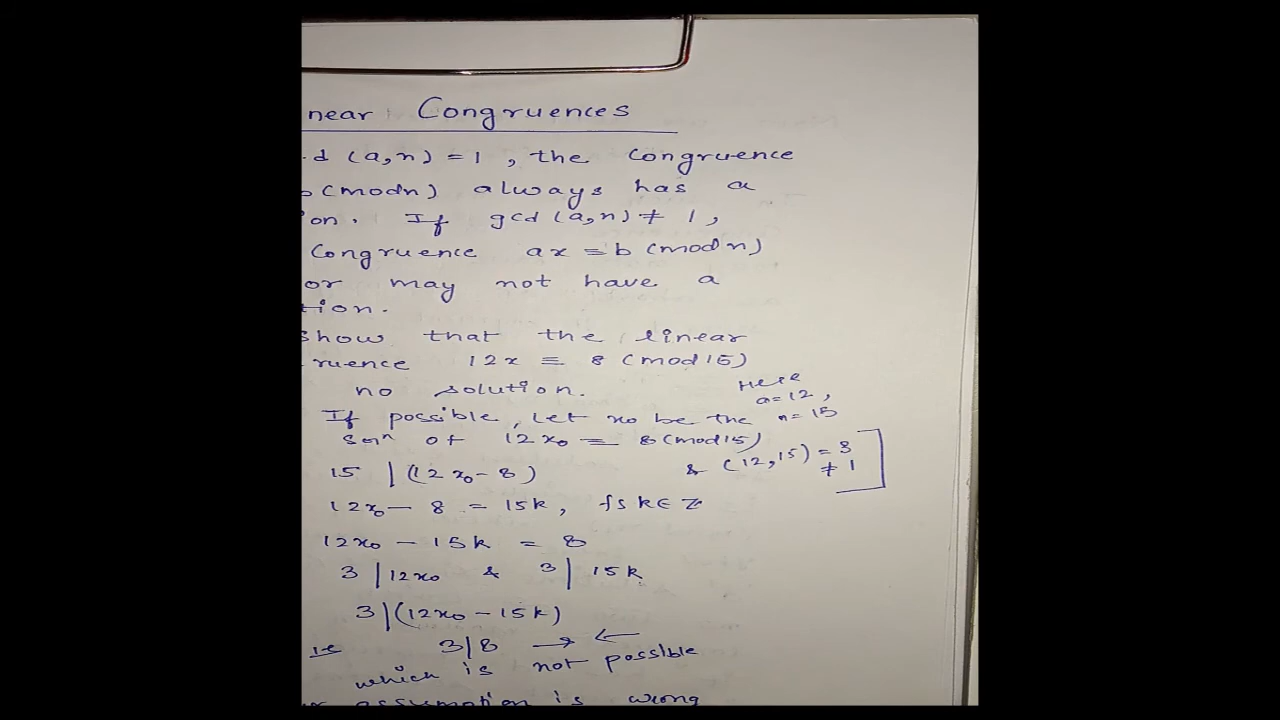 near Congruences
d (a,n) = 1 , the congruence
b (mod n) always has a
on. If gcd (a,n) ≠ 1 ,
congruence ax ≡ b (mod n)
or may not have a
tion.
Show that the linear
ruence 12x ≡ 8 (mod 15)
no solution.
Here
a = 12 ,
n = 15
If possible, Let x₀ be the
solⁿ of 12x₀ ≡ 8 (mod 15)
& (12,15) = 3
≠ 1
15 | (12x₀ - 8)
12x₀ - 8 = 15k, fs k ∈ Z
12x₀ - 15k = 8
3 | 12x₀ & 3 | 15k
3 | (12x₀ - 15k)
ie 3 | 8 → ←
which is not possible
assumption is wrong